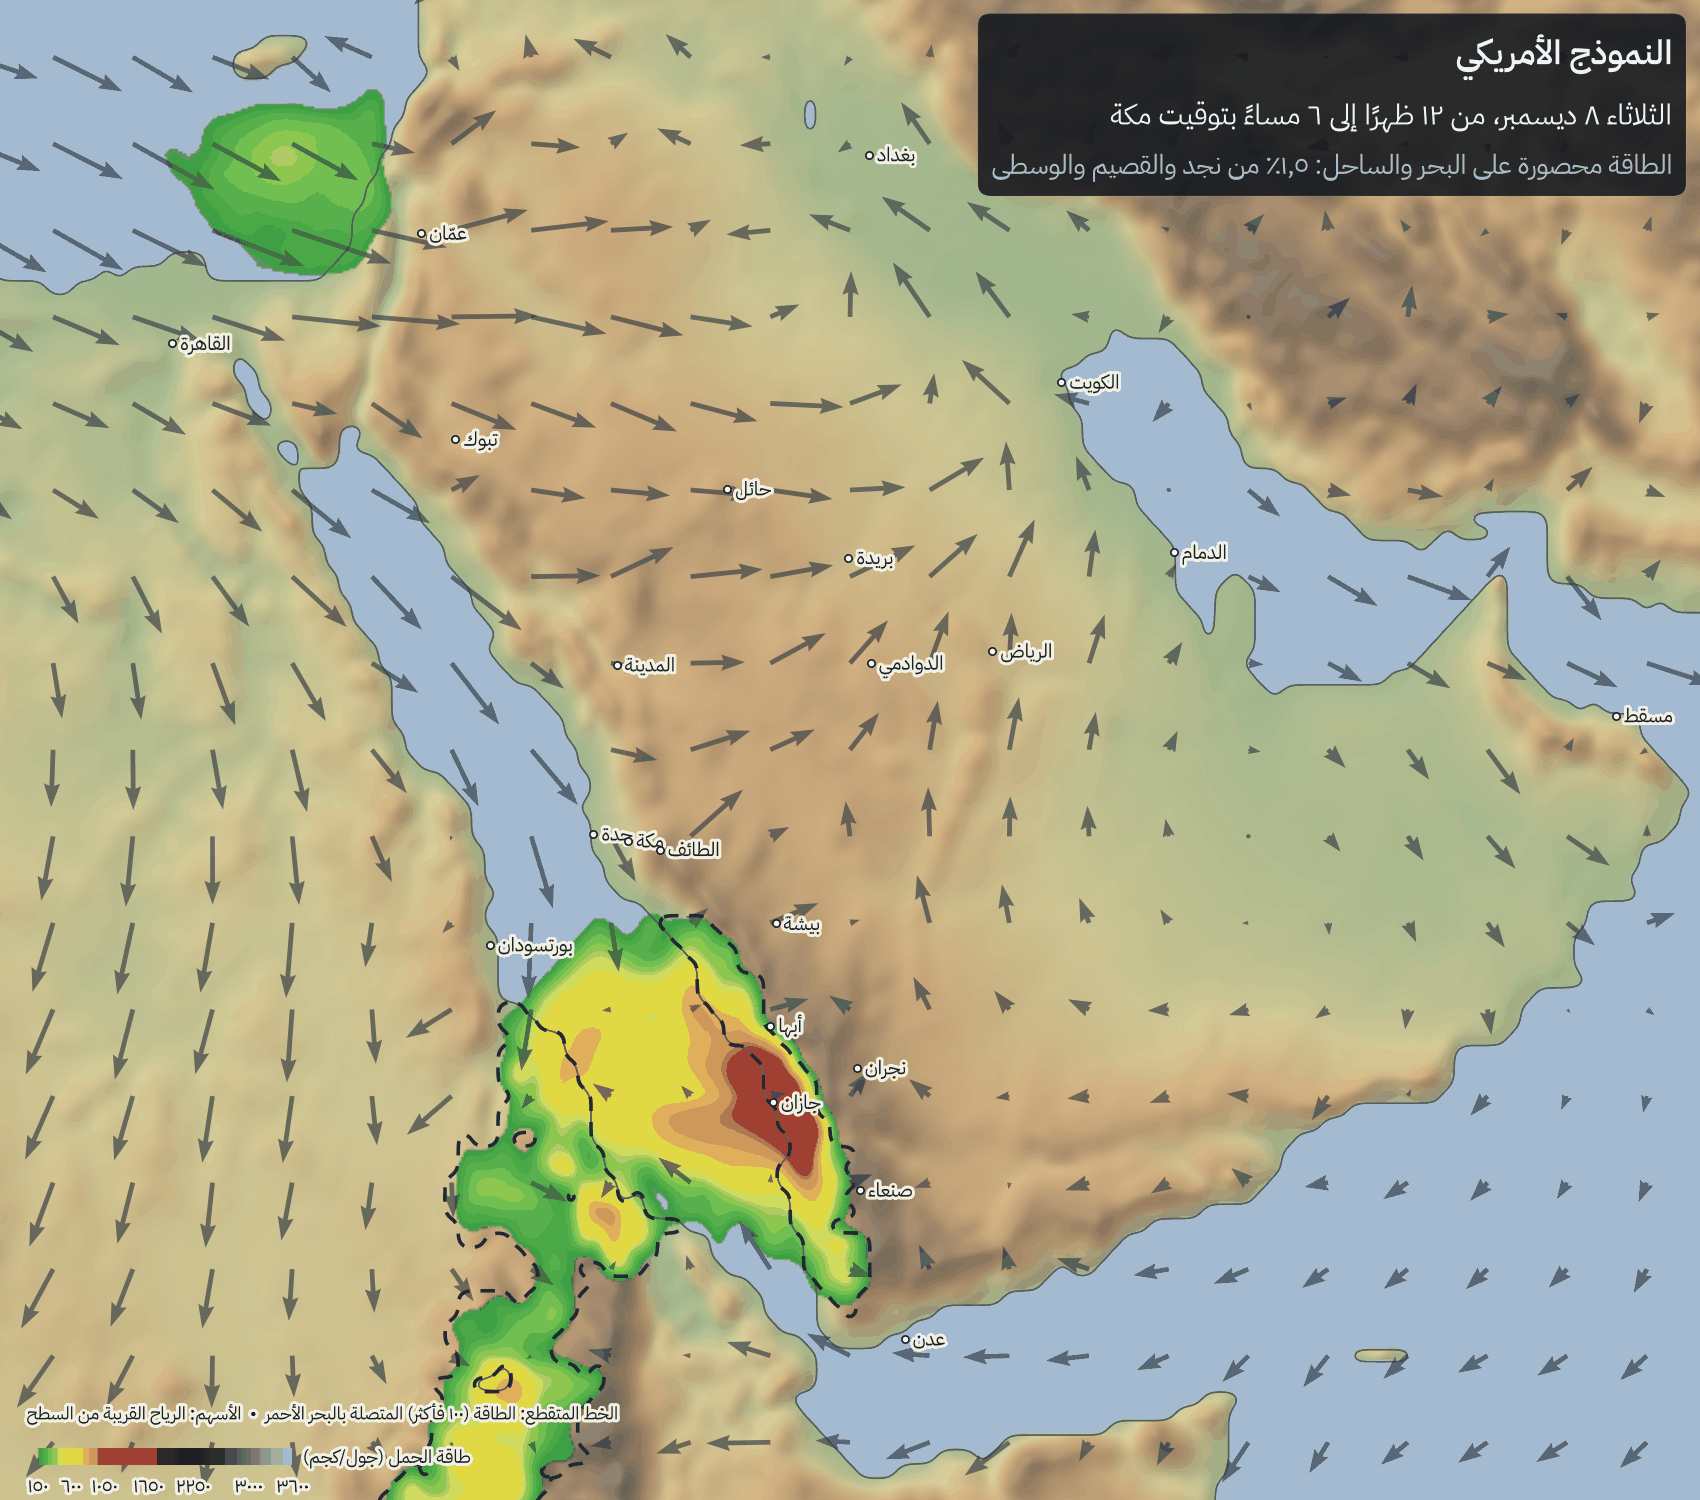 النموذج الأمريكي
الثلاثاء ٨ ديسمبر، من ١٢ ظهرًا إلى ٦ مساءً بتوقيت مكة
الطاقة محصورة على البحر والساحل: ١,٥٪ من نجد والقصيم والوسطى
بغداد
عمّان
القاهرة
الكويت
تبوك
حائل
بريدة
الدمام
المدينة
الدوادمي
الرياض
مسقط
جدة
مكة
الطائف
بيشة
بورتسودان
أبها
نجران
جازان
صنعاء
عدن
الخط المتقطع: الطاقة (١٠٠ فأكثر) المتصلة بالبحر الأحمر • الأسهم: الرياح القريبة من السطح
طاقة الحمل (جول/كجم)
١٥٠ ٦٠٠ ١٠٥٠ ١٦٥٠ ٢٢٥٠ ٣٠٠٠ ٣٦٠٠